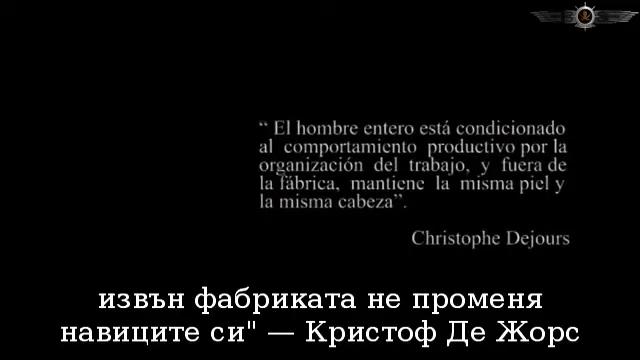 “ El hombre entero está condicionado
al comportamiento productivo por la
organización del trabajo, y fuera de
la fábrica, mantiene la misma piel y
la misma cabeza”.
Christophe Dejours
извън фабриката не променя
навиците си" — Кристоф Де Жорс